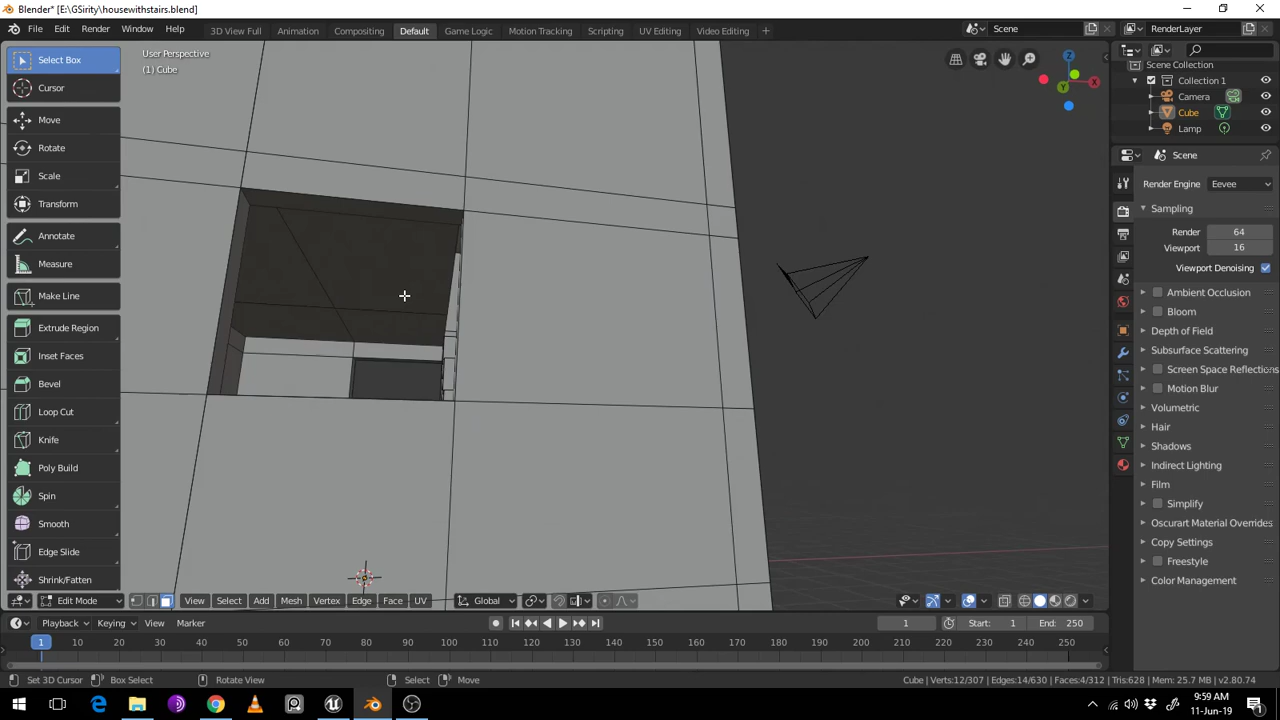 Blender* [E:\GSirity\housewithstairs.blend]
File Edit Render Window Help 3D View Full Animation Compositing Default Game Logic Motion Tracking Scripting UV Editing Video Editing + Scene RenderLayer
Select Box
Cursor
Move
Rotate
Scale
Transform
Annotate
Measure
Make Line
Extrude Region
Inset Faces
Bevel
Loop Cut
Knife
Poly Build
Spin
Smooth
Edge Slide
Shrink/Fatten
User Perspective
(1) Cube
Z
Y
X
Scene Collection
Collection 1
Camera
Cube
Lamp
Scene
Render Engine Eevee
Sampling
Render 64
Viewport 16
Viewport Denoising
Ambient Occlusion
Bloom
Depth of Field
Subsurface Scattering
Screen Space Reflections
Motion Blur
Volumetric
Hair
Shadows
Indirect Lighting
Film
Simplify
Oscurart Material Overrides
Copy Settings
Freestyle
Color Management
Edit Mode View Select Add Mesh Vertex Edge Face UV Global
Playback Keying View Marker 1 Start: 1 End: 250
1 10 20 30 40 50 60 70 80 90 100 110 120 130 140 150 160 170 180 190 200 210 220 230 240 250
Set 3D Cursor Box Select Rotate View Select Move Cube | Verts:12/307 | Edges:14/630 | Faces:4/312 | Tris:628 | Mem: 25.7 MB | v2.80.74
9:59 AM
11-Jun-19
1